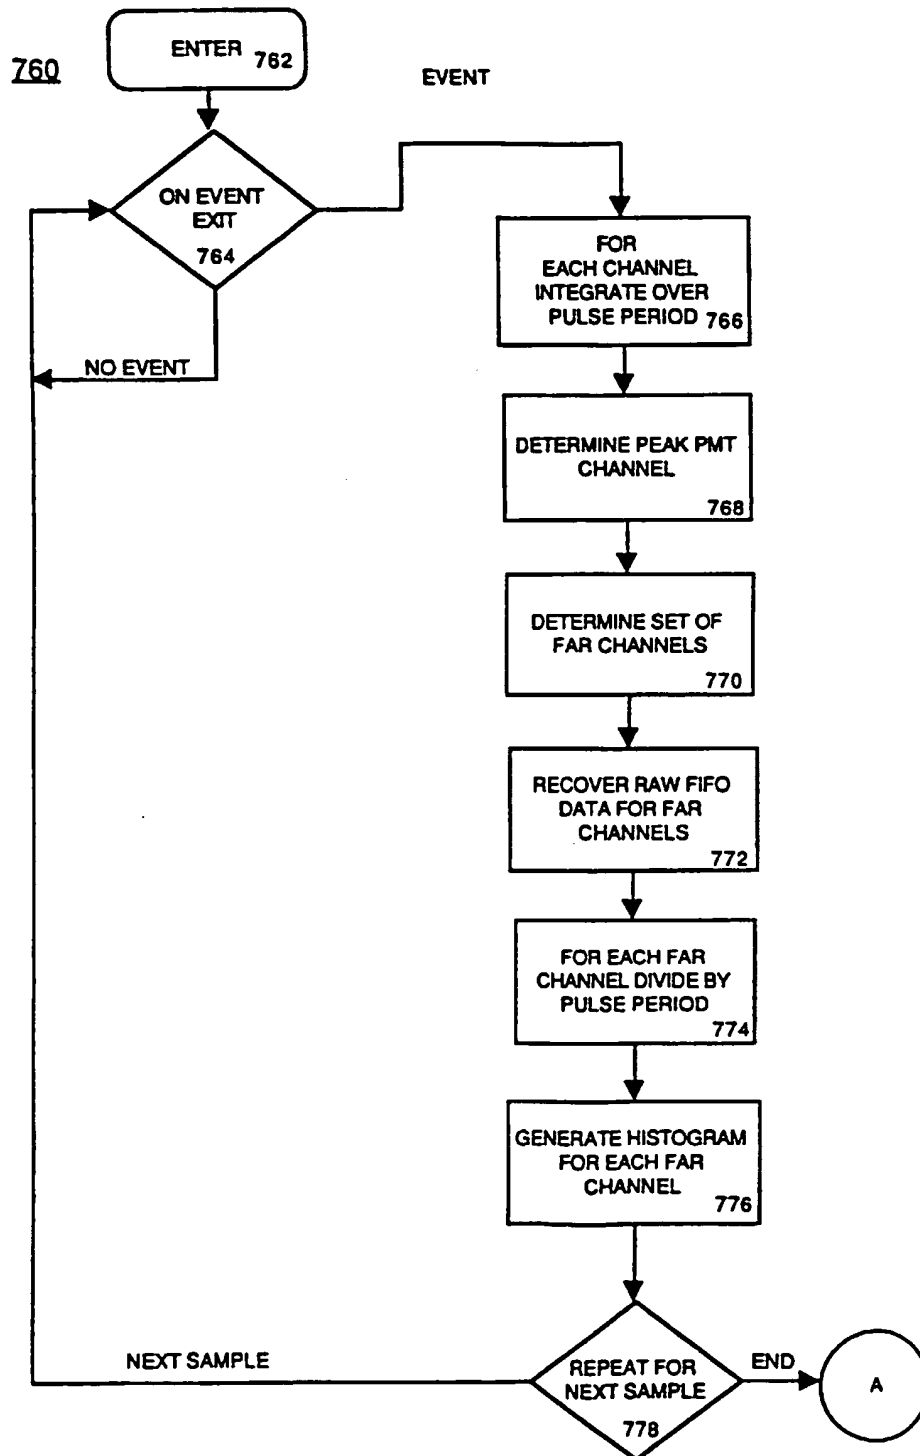 760
ENTER 762
EVENT
ON EVENT
EXIT
764
NO EVENT
FOR
EACH CHANNEL
INTEGRATE OVER
PULSE PERIOD 766
DETERMINE PEAK PMT
CHANNEL
768
DETERMINE SET OF
FAR CHANNELS
770
RECOVER RAW FIFO
DATA FOR FAR
CHANNELS
772
FOR EACH FAR
CHANNEL DIVIDE BY
PULSE PERIOD
774
GENERATE HISTOGRAM
FOR EACH FAR
CHANNEL
776
NEXT SAMPLE
REPEAT FOR
NEXT SAMPLE
778
END
A